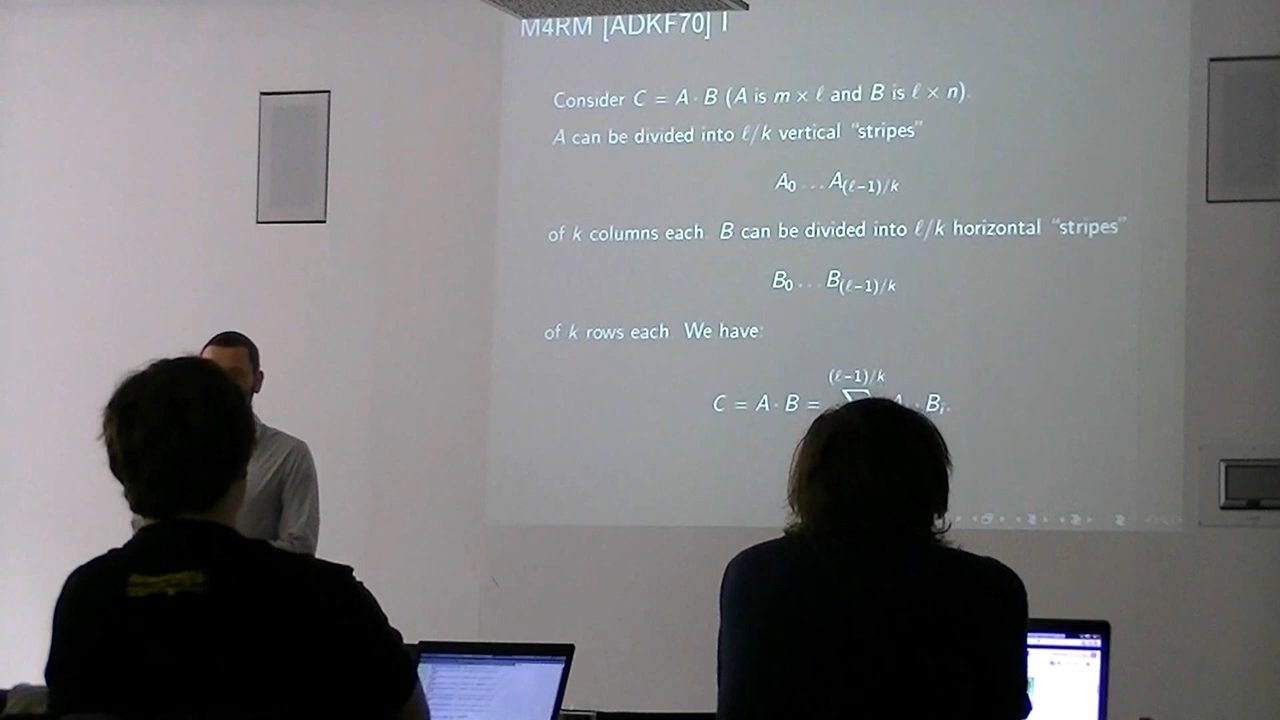 M4RM [ADKF70] I
Consider C = A · B (A is m × ℓ and B is ℓ × n).
A can be divided into ℓ/k vertical “stripes”
A₀ ... A₍ℓ₋₁₎/ₖ
of k columns each. B can be divided into ℓ/k horizontal “stripes”
B₀ ... B₍ℓ₋₁₎/ₖ
of k rows each. We have:
(ℓ−1)/k
C = A · B = ∑ A · Bᵢ.